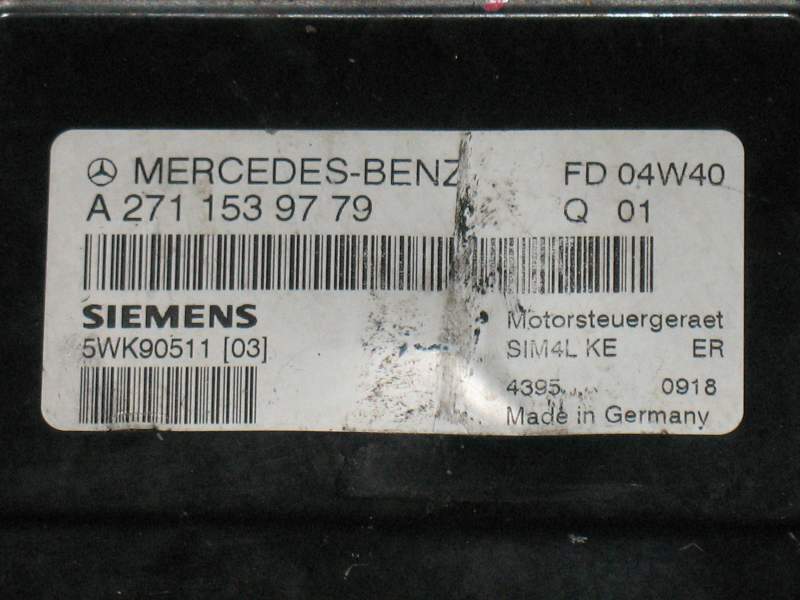 MERCEDES-BENZ FD 04W40
A 271 153 97 79 Q 01
SIEMENS Motorsteuergeraet
5WK90511 [03] SIM4L KE ER
4395 0918
Made in Germany